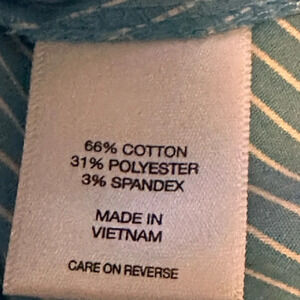 66% COTTON
31% POLYESTER
3% SPANDEX
MADE IN
VIETNAM
CARE ON REVERSE